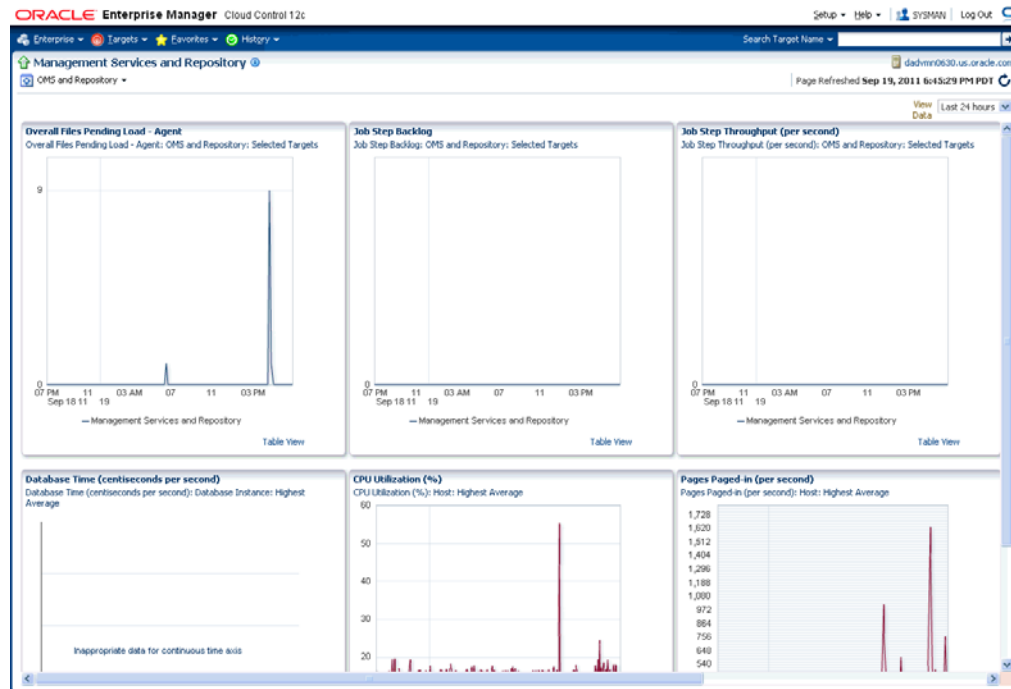 ORACLE Enterprise Manager Cloud Control 12c
Setup Help SYSMAN Log Out
Enterprise Targets Favorites History Search Target Name
Management Services and Repository
dadvmn0630.us.oracle.com
OMS and Repository
Page Refreshed Sep 19, 2011 6:45:29 PM PDT
View Data Last 24 hours
Overall Files Pending Load - Agent
Overall Files Pending Load - Agent: OMS and Repository: Selected Targets
9
0
07 PM 11 03 AM 07 11 03 PM
Sep 18 11 19
Management Services and Repository
Table View
Job Step Backlog
Job Step Backlog: OMS and Repository: Selected Targets
0
07 PM 11 03 AM 07 11 03 PM
Sep 18 11 19
Management Services and Repository
Table View
Job Step Throughput (per second)
Job Step Throughput (per second): OMS and Repository: Selected Targets
0
07 PM 11 03 AM 07 11 03 PM
Sep 18 11 19
Management Services and Repository
Table View
Database Time (centiseconds per second)
Database Time (centiseconds per second): Database Instance: Highest
Average
Inappropriate data for continuous time axis
CPU Utilization (%)
CPU Utilization (%): Host: Highest Average
60
50
40
30
20
Pages Paged-in (per second)
Pages Paged-in (per second): Host: Highest Average
1,728
1,620
1,512
1,404
1,296
1,188
1,080
972
864
756
648
540